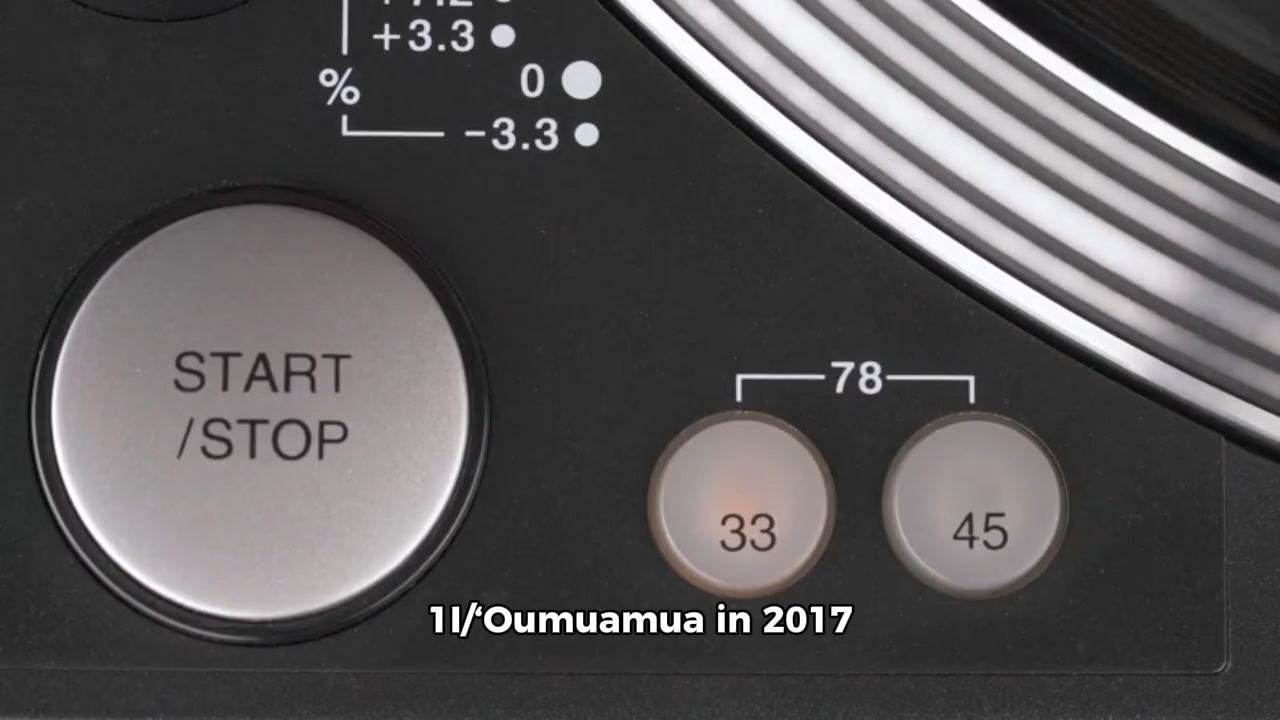 +3.3
0
%
-3.3
START
/STOP
78
33
45
1I/‘Oumuamua in 2017